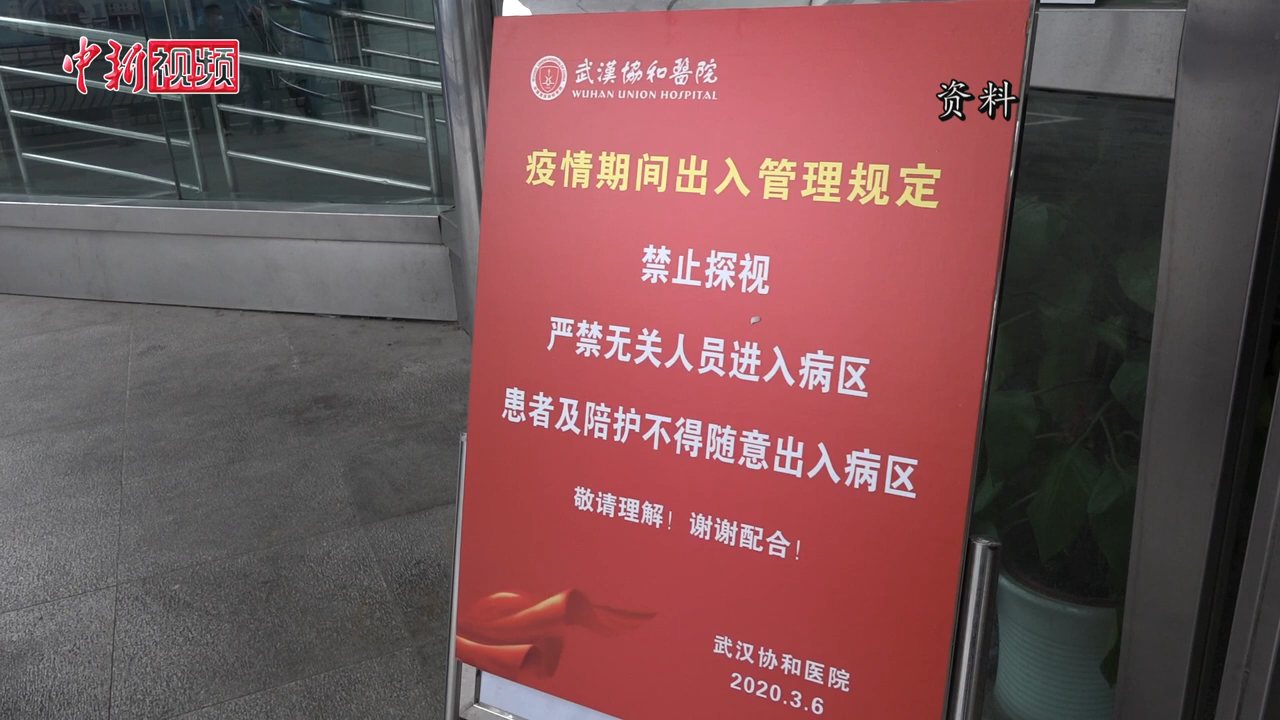 中新视频
资料
武漢協和醫院
WUHAN UNION HOSPITAL
疫情期间出入管理规定
禁止探视
严禁无关人员进入病区
患者及陪护不得随意出入病区
敬请理解！谢谢配合！
武汉协和医院
2020.3.6